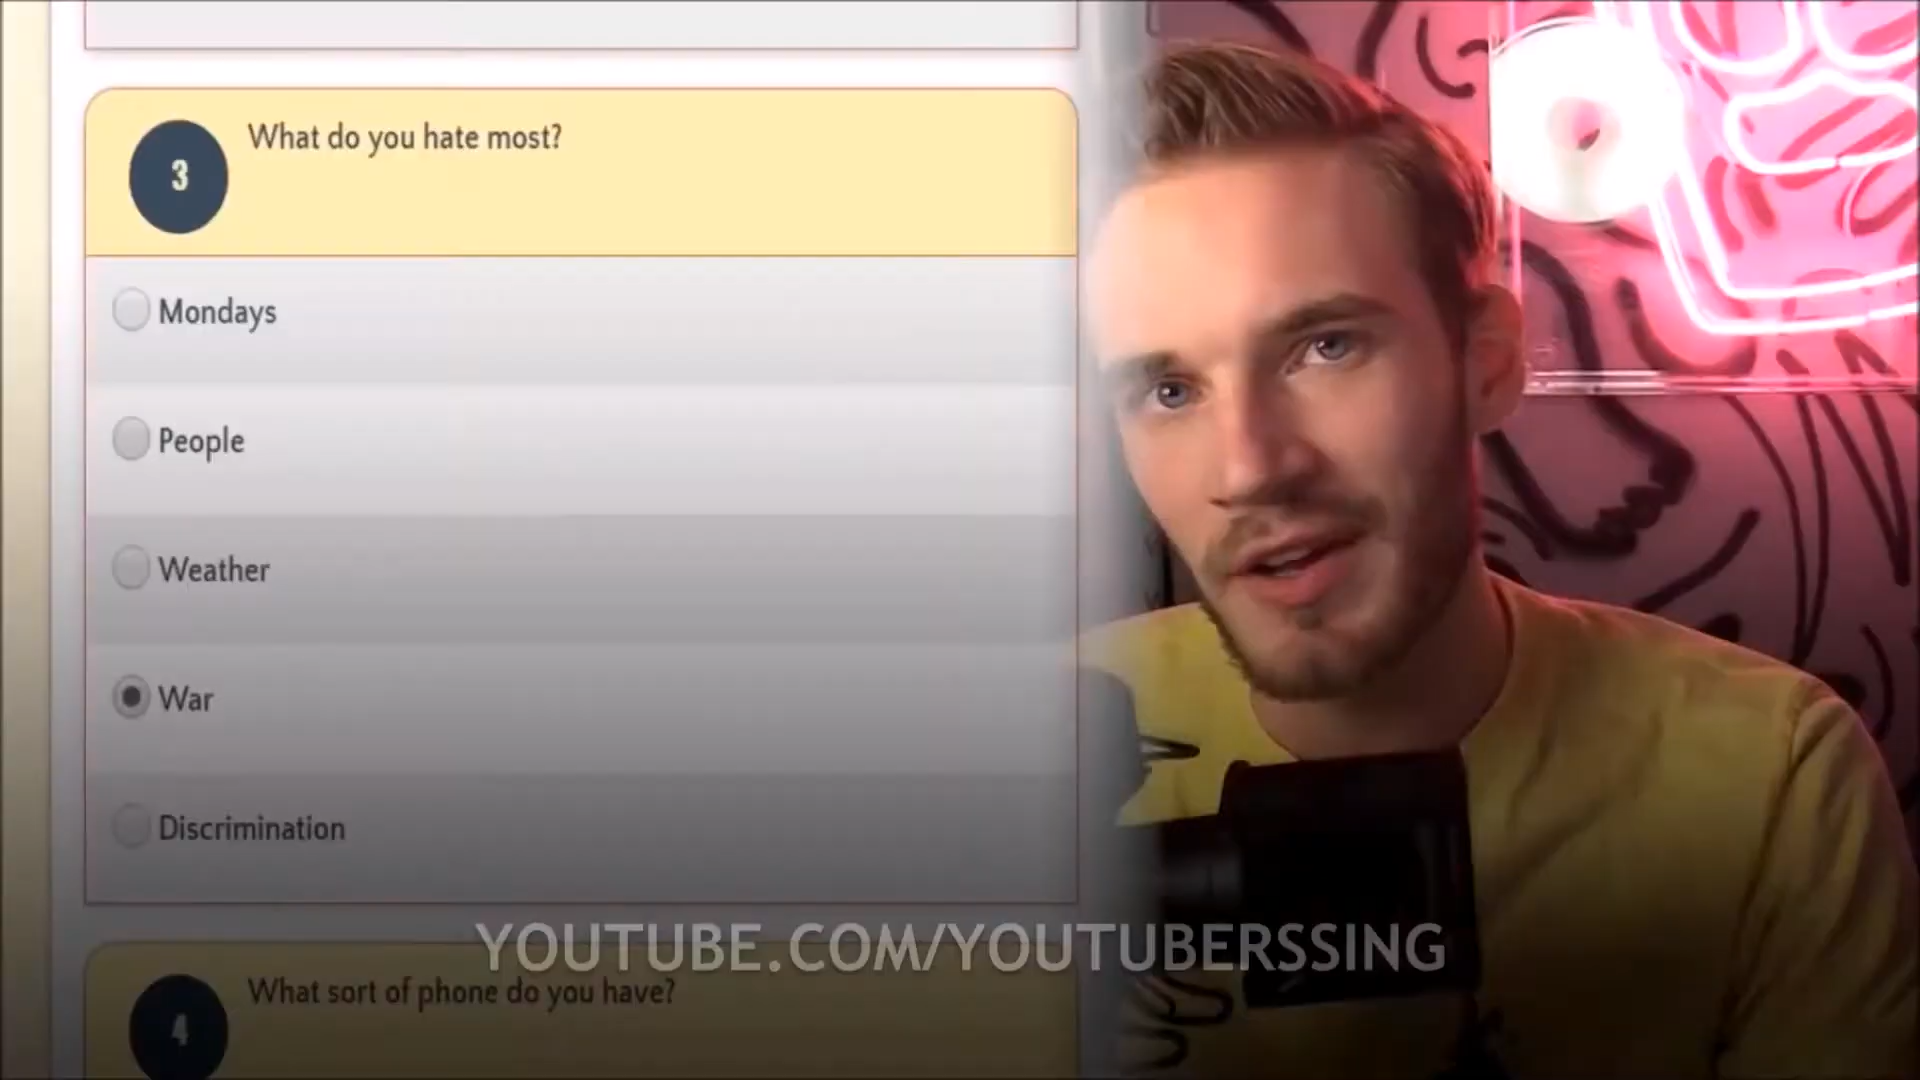 3
What do you hate most?
Mondays
People
Weather
War
Discrimination
YOUTUBE.COM/YOUTUBERSSING
4
What sort of phone do you have?